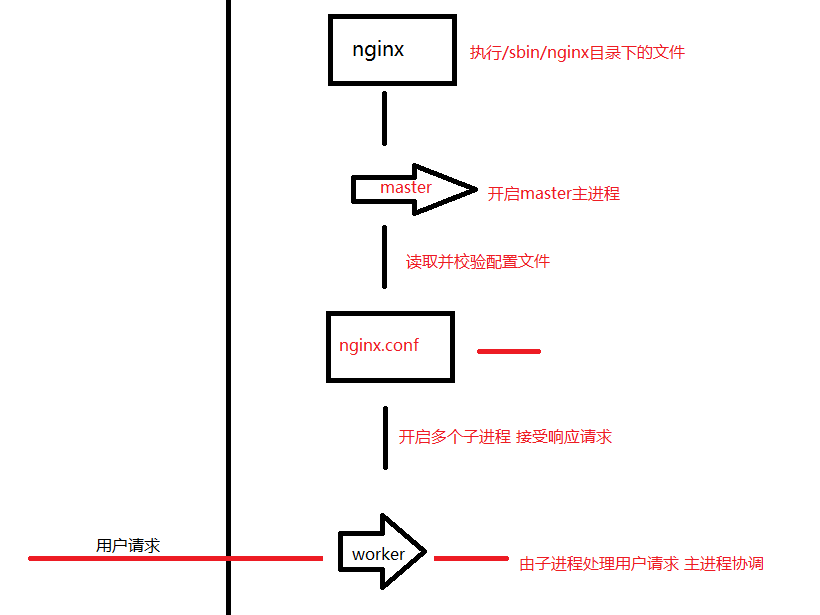 nginx
执行/sbin/nginx目录下的文件
master
开启master主进程
读取并校验配置文件
nginx.conf
开启多个子进程 接受响应请求
用户请求
worker
由子进程处理用户请求 主进程协调